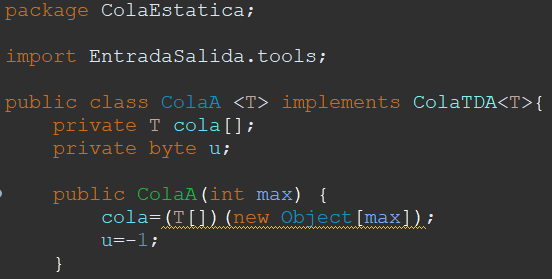 package ColaEstatica;
import EntradaSalida.tools;
public class ColaA <T> implements ColaTDA<T>{
private T cola[];
private byte u;
public ColaA(int max) {
cola=(T[])(new Object[max]);
u=-1;
}